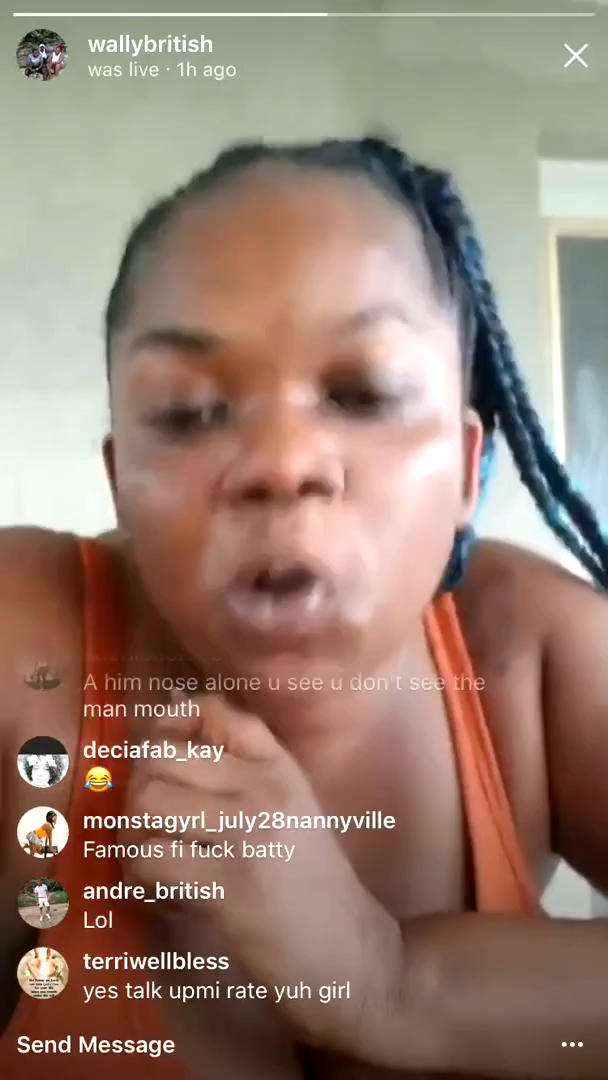 wallybritish
was live · 1h ago
A him nose alone u see u don't see the
man mouth
deciafab_kay
😂
monstagyrl_july28nannyville
Famous fi fuck batty
andre_british
Lol
terriwellbless
yes talk upmi rate yuh girl
Send Message